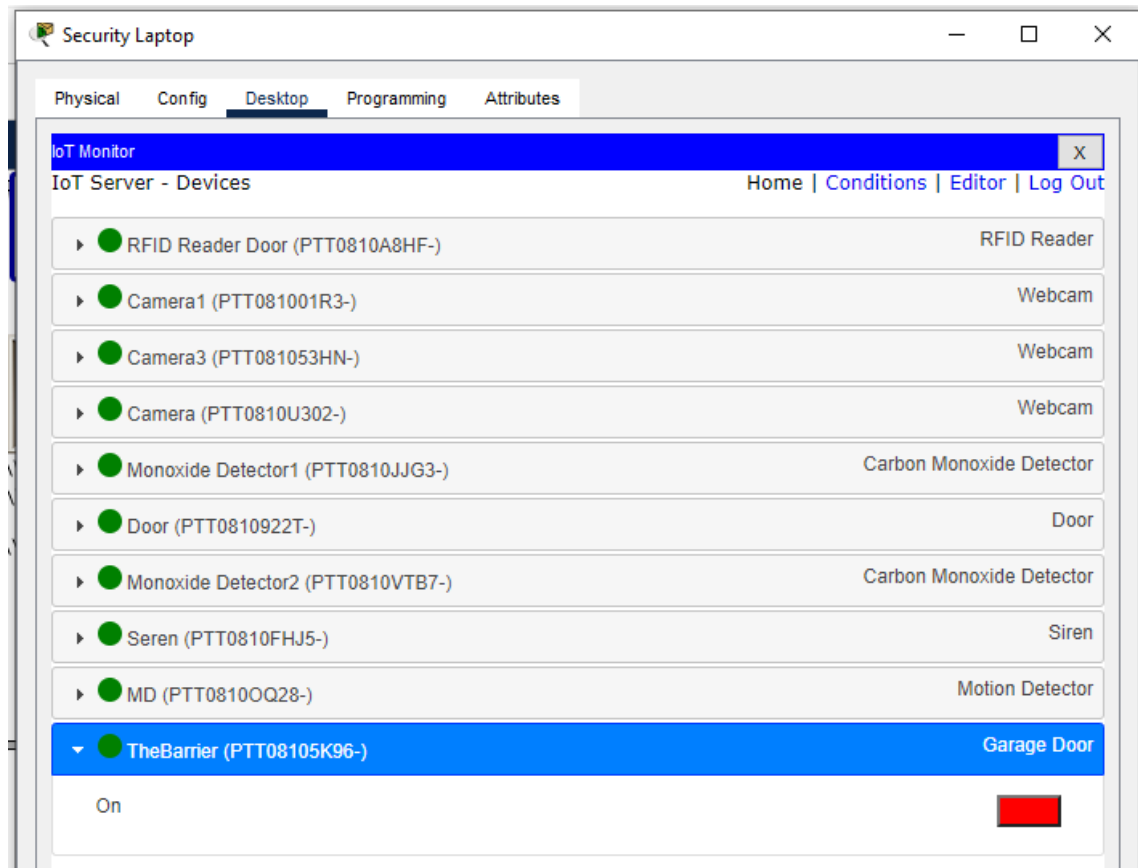 Security Laptop
Physical Config Desktop Programming Attributes
IoT Monitor X
IoT Server - Devices Home | Conditions | Editor | Log Out
RFID Reader Door (PTT0810A8HF-) RFID Reader
Camera1 (PTT081001R3-) Webcam
Camera3 (PTT081053HN-) Webcam
Camera (PTT0810U302-) Webcam
Monoxide Detector1 (PTT0810JJG3-) Carbon Monoxide Detector
Door (PTT0810922T-) Door
Monoxide Detector2 (PTT0810VTB7-) Carbon Monoxide Detector
Seren (PTT0810FHJ5-) Siren
MD (PTT0810OQ28-) Motion Detector
TheBarrier (PTT08105K96-) Garage Door
On